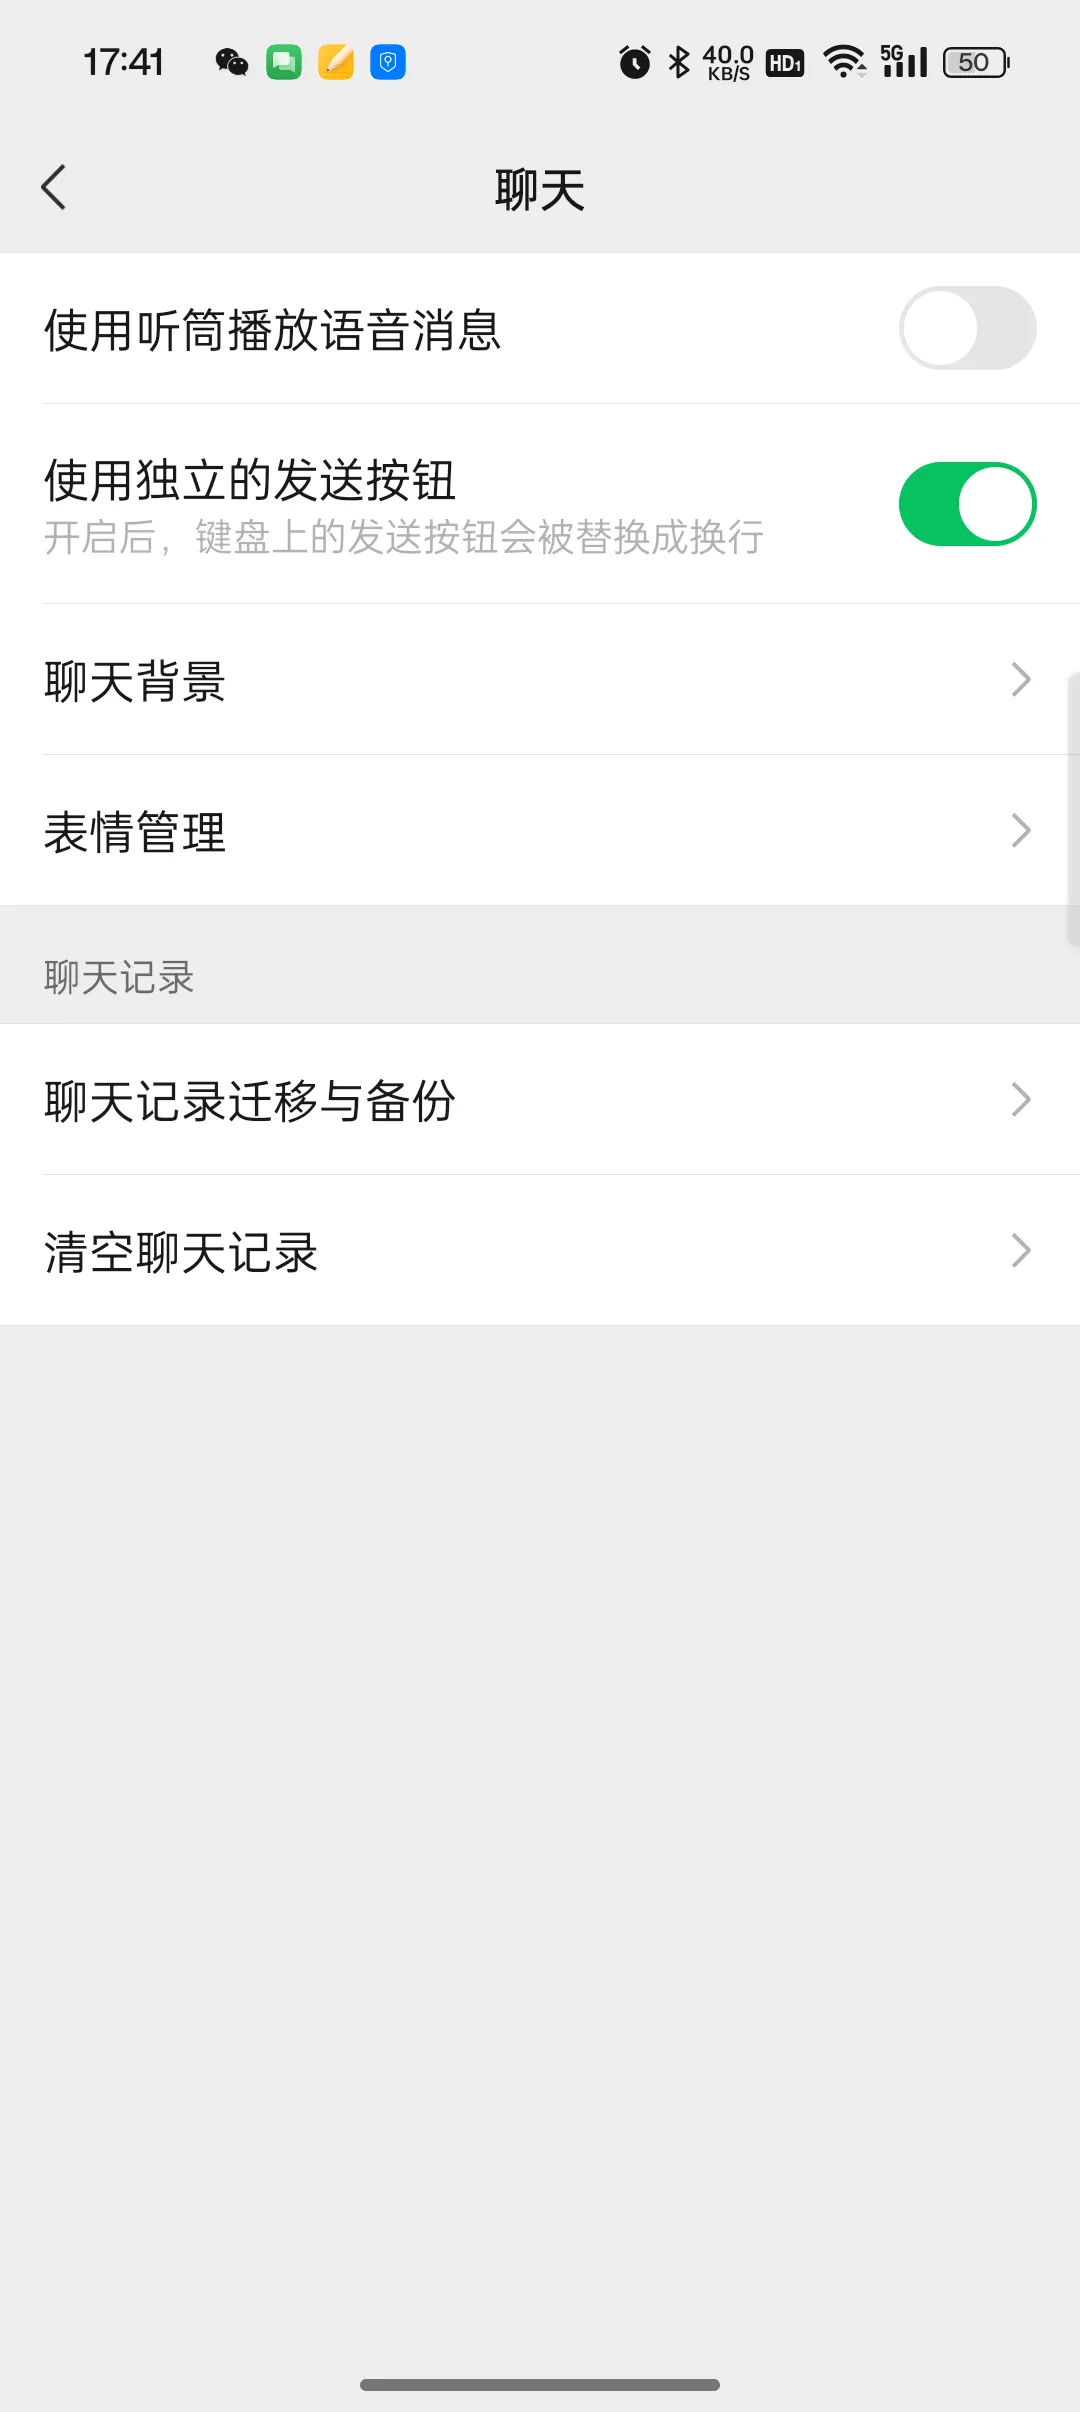 17:41 40.0 KB/S HD1 5G 50
聊天
使用听筒播放语音消息
使用独立的发送按钮
开启后，键盘上的发送按钮会被替换成换行
聊天背景
表情管理
聊天记录
聊天记录迁移与备份
清空聊天记录